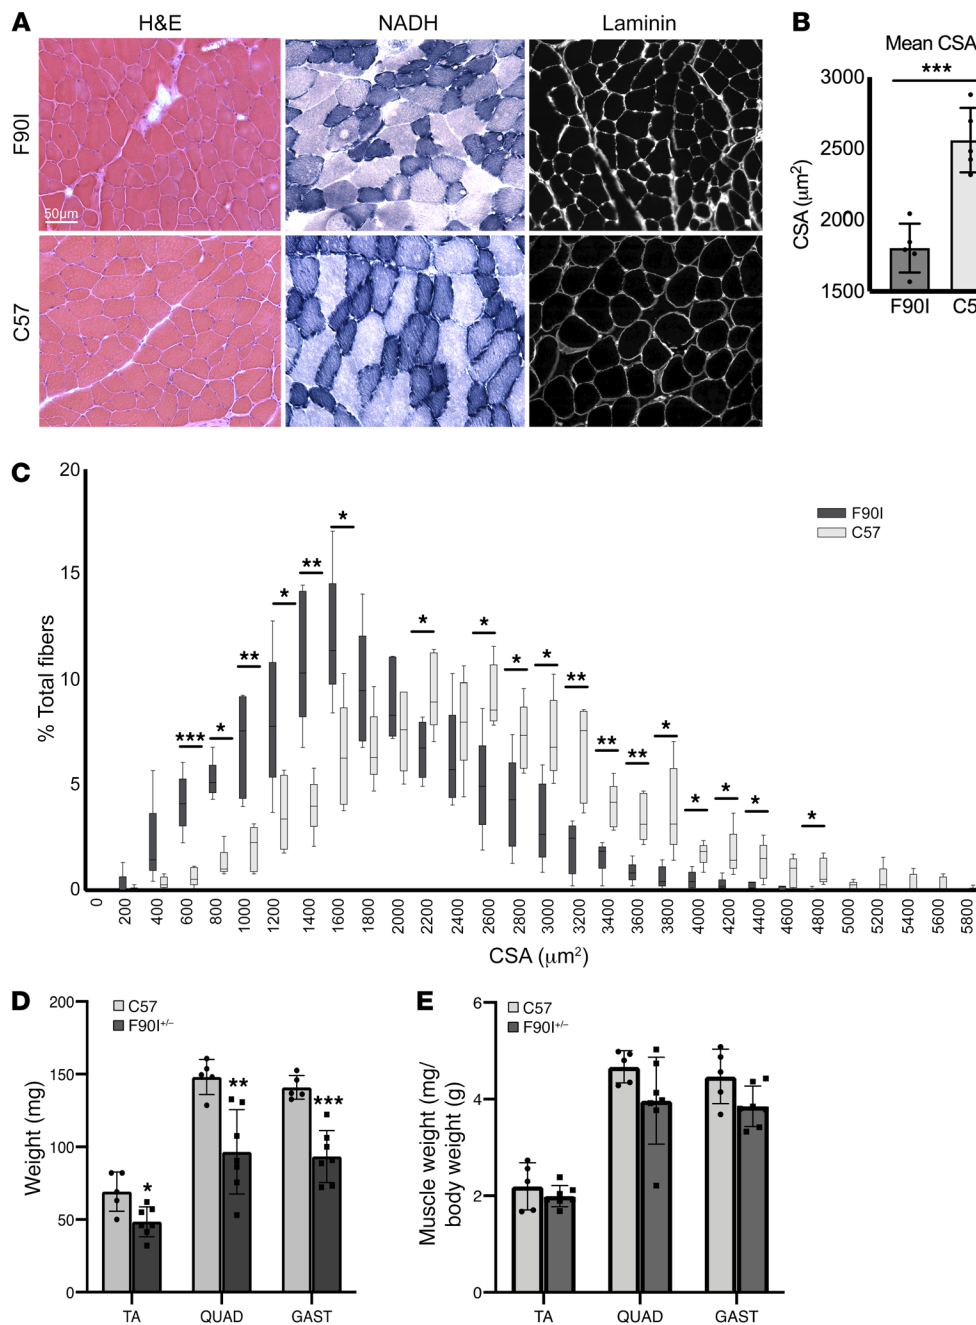 A
H&E
NADH
Laminin
F90I
50µm
C57
B
Mean CSA
***
3000
2500
2000
1500
CSA (µm²)
F90I
C5
C
20
15
10
5
0
% Total fibers
F90I
C57
*** * ** * ** * * * * * ** ** ** * * * * *
0 200 400 600 800 1000 1200 1400 1600 1800 2000 2200 2400 2600 2800 3000 3200 3400 3600 3800 4000 4200 4400 4600 4800 5000 5200 5400 5600 5800
CSA (µm²)
D
C57
F90I+/−
200
150
100
50
0
Weight (mg)
* ** ***
TA QUAD GAST
E
C57
F90I+/−
6
4
2
0
Muscle weight (mg/
body weight (g)
TA QUAD GAST